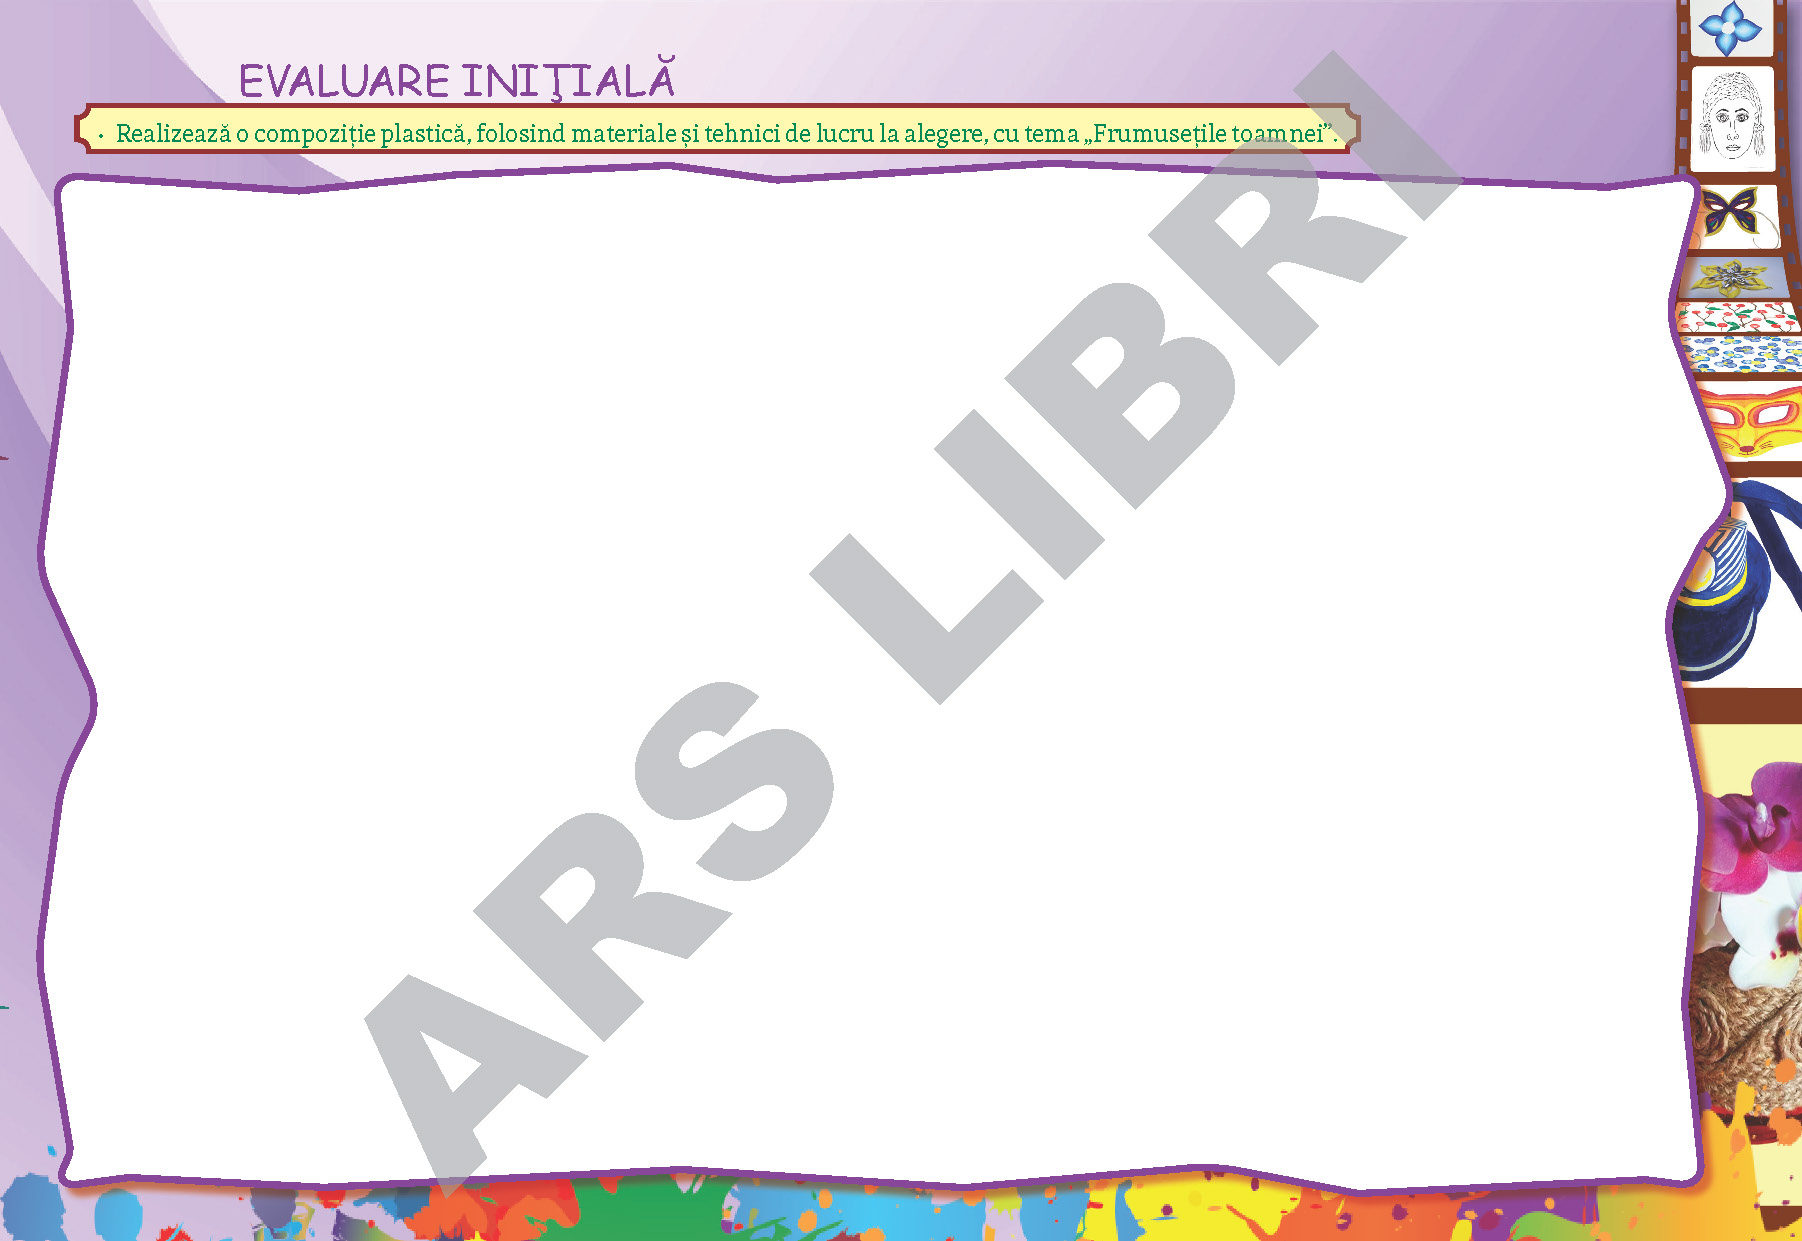 EVALUARE INIŢIALĂ
• Realizează o compoziție plastică, folosind materiale și tehnici de lucru la alegere, cu tema „Frumusețile toamnei”.
ARS LIBRI